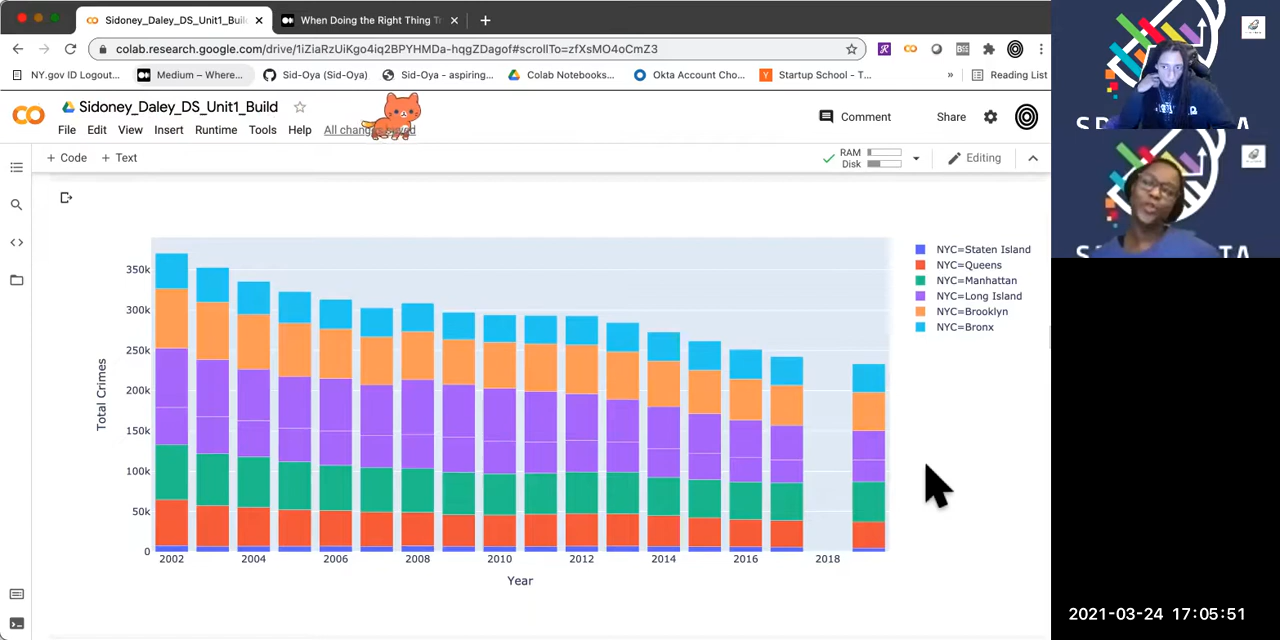 Sidoney_Daley_DS_Unit1_Buil
When Doing the Right Thing T
colab.research.google.com/drive/1iZiaRzUiKgo4iq2BPYHMDa-hqgZDagof#scrollTo=zfXsMO4oCmZ3
NY.gov ID Logout...
Medium – Where...
Sid-Oya (Sid-Oya)
Sid-Oya - aspiring...
Colab Notebooks...
Okta Account Cho...
Startup School - T...
»
Reading List
Sidoney_Daley_DS_Unit1_Build
File Edit View Insert Runtime Tools Help All changes saved
Comment
Share
+ Code + Text
RAM
Disk
Editing
350k
300k
250k
200k
150k
100k
50k
0
Total Crimes
2002 2004 2006 2008 2010 2012 2014 2016 2018
Year
NYC=Staten Island
NYC=Queens
NYC=Manhattan
NYC=Long Island
NYC=Brooklyn
NYC=Bronx
2021-03-24 17:05:51